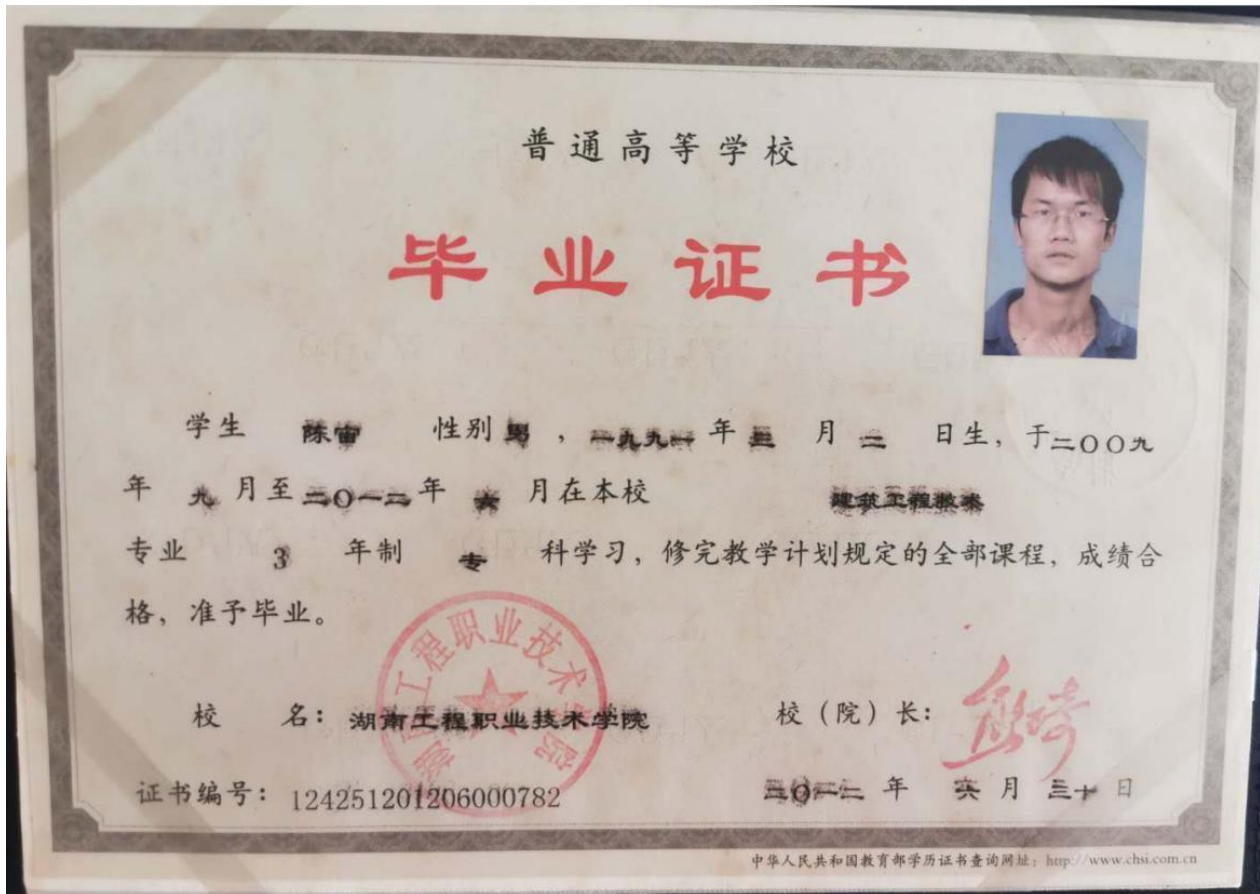 普通高等学校
毕业证书
学生 陈宙 性别 男，一九九一年 三 月 二 日生，于二〇〇九
年 九 月至二〇一二年 六 月在本校 建筑工程技术
专业 3 年制 专 科学习，修完教学计划规定的全部课程，成绩合
格，准予毕业。
湖南工程职业技术学院
校 名：湖南工程职业技术学院 校（院）长：
证书编号：124251201206000782 二〇一二 年 六 月 三十 日
中华人民共和国教育部学历证书查询网址：http://www.chsi.com.cn